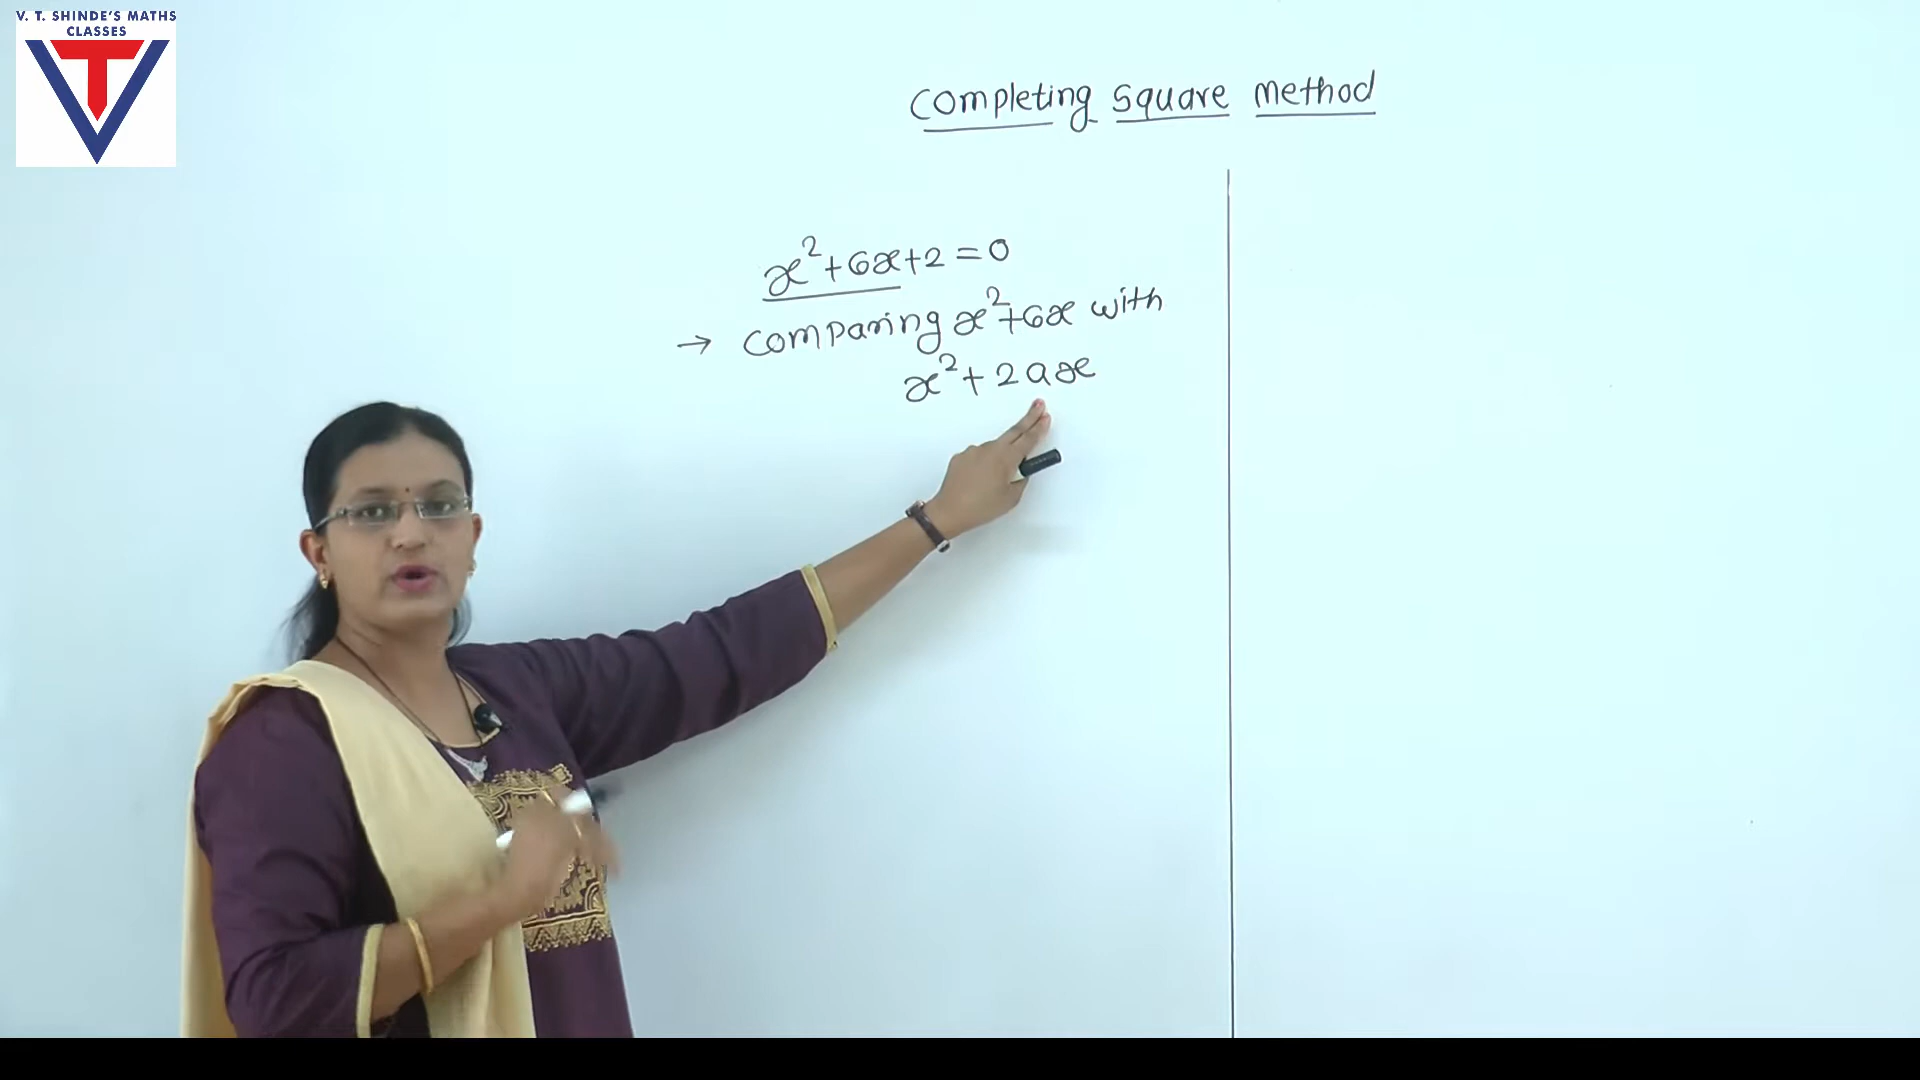 V. T. SHINDE'S MATHS
CLASSES
Completing Square Method
x²+6x+2=0
→ Comparing x²+6x with
x²+2ax